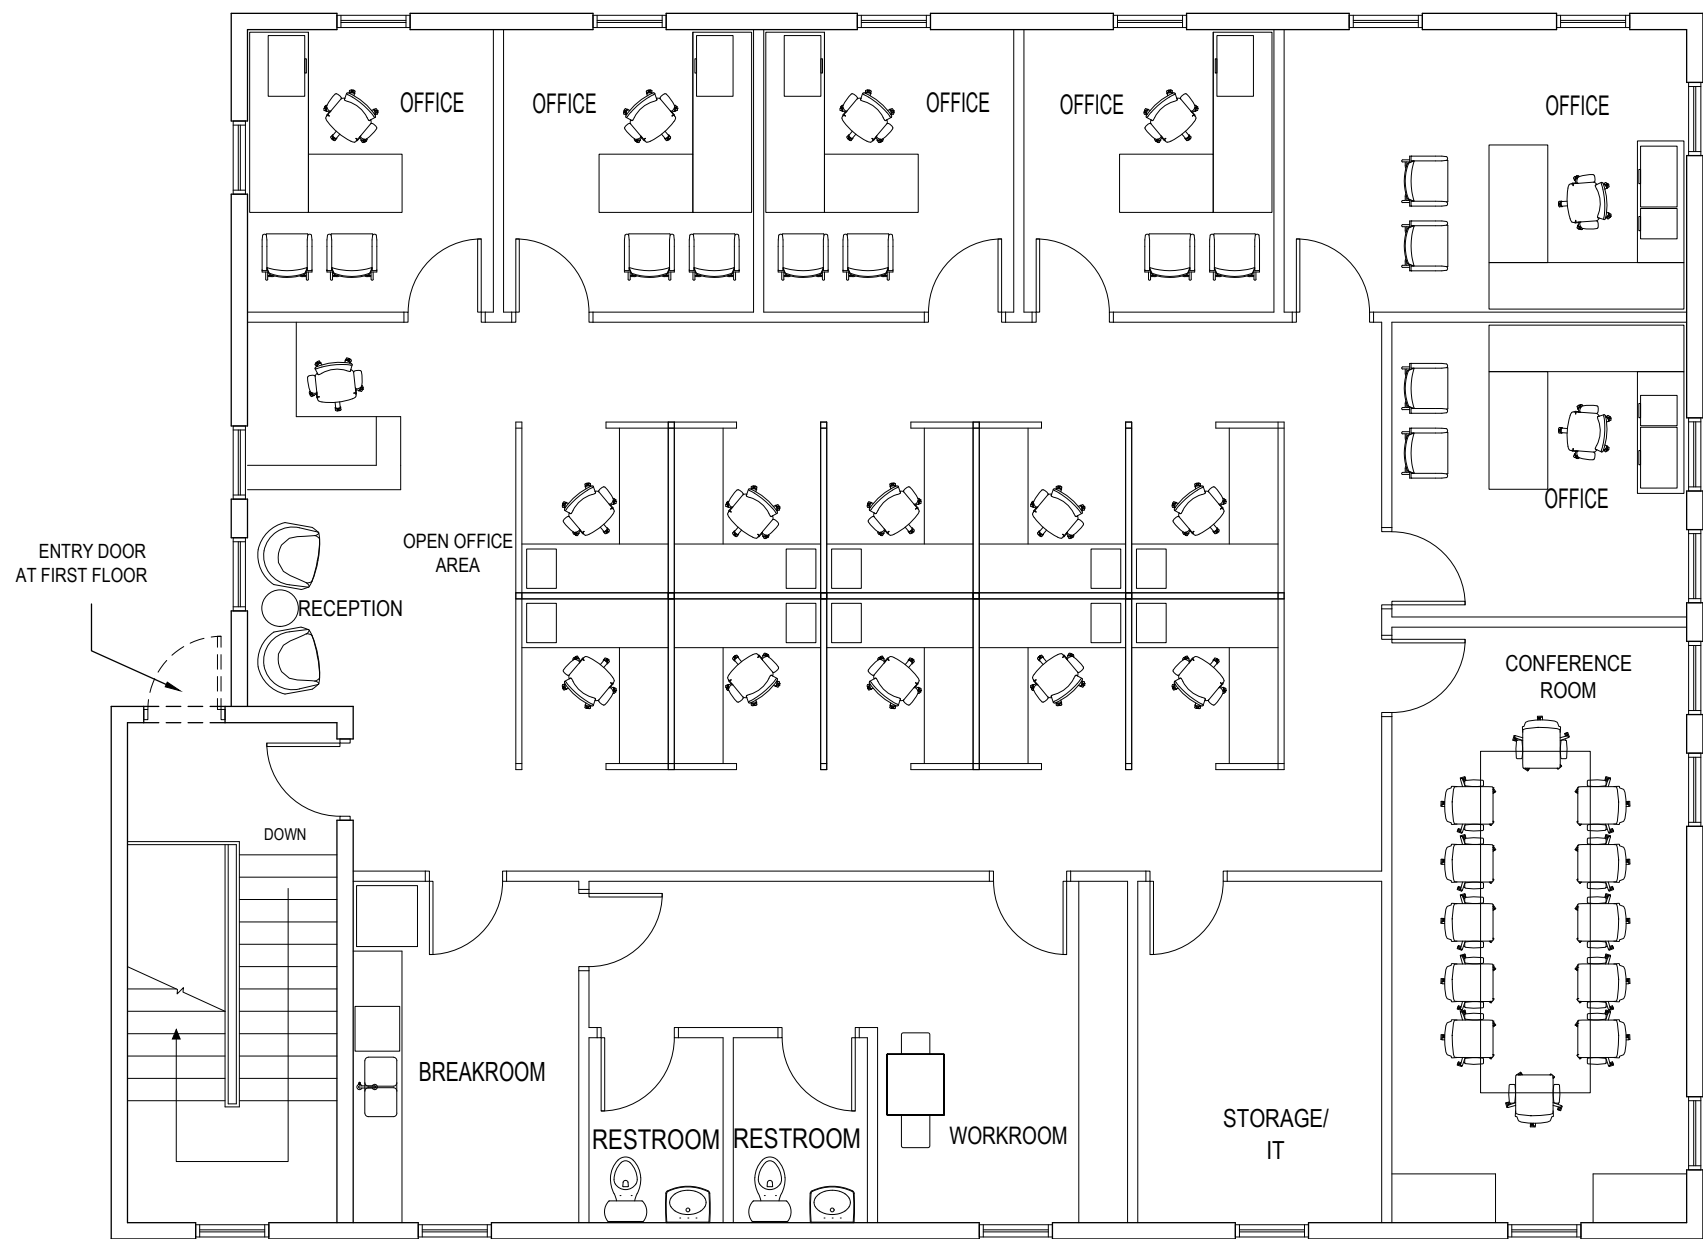 OFFICE
OFFICE
OFFICE
OFFICE
OFFICE
OFFICE
OPEN OFFICE
AREA
ENTRY DOOR
AT FIRST FLOOR
RECEPTION
CONFERENCE
ROOM
DOWN
BREAKROOM
RESTROOM
RESTROOM
WORKROOM
STORAGE/
IT